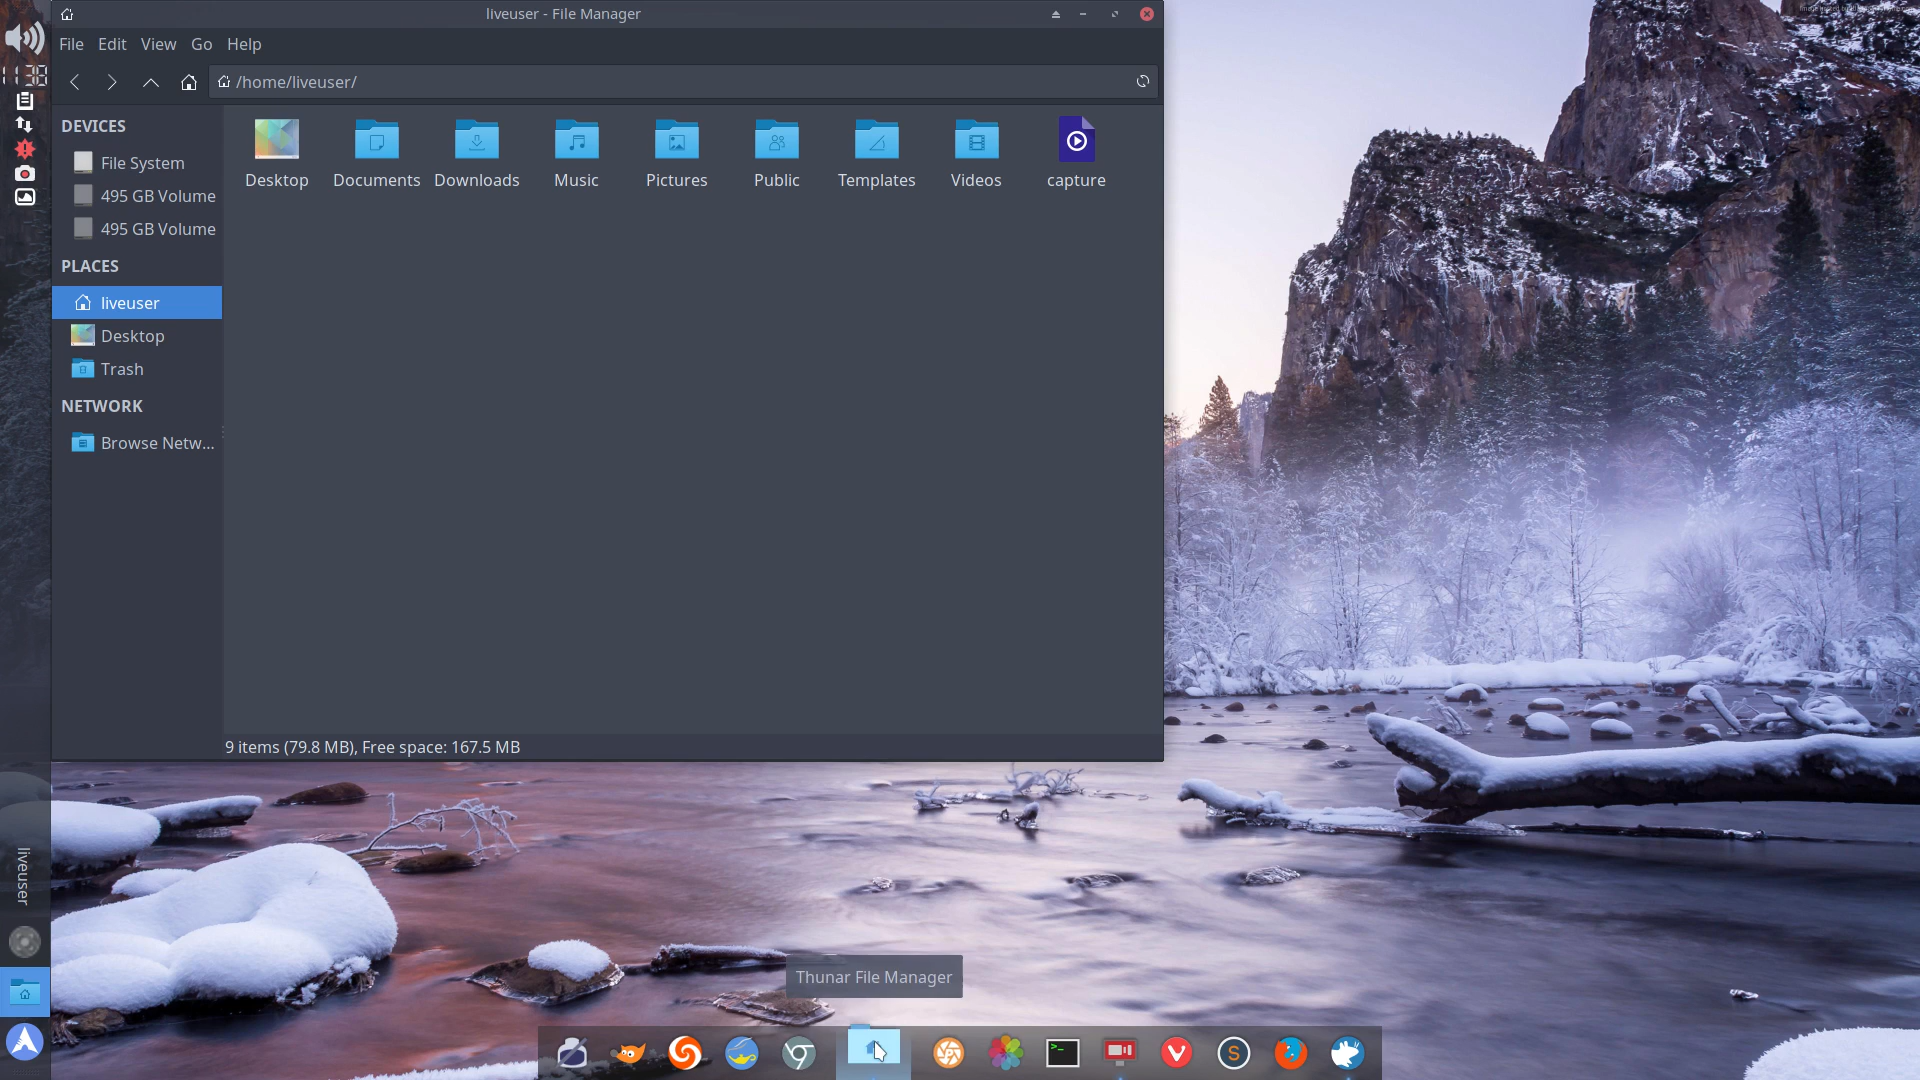 liveuser - File Manager
File Edit View Go Help
/home/liveuser/
DEVICES
File System
495 GB Volume
495 GB Volume
PLACES
liveuser
Desktop
Trash
NETWORK
Browse Netw...
Desktop Documents Downloads Music Pictures Public Templates Videos capture
9 items (79.8 MB), Free space: 167.5 MB
liveuser
Thunar File Manager